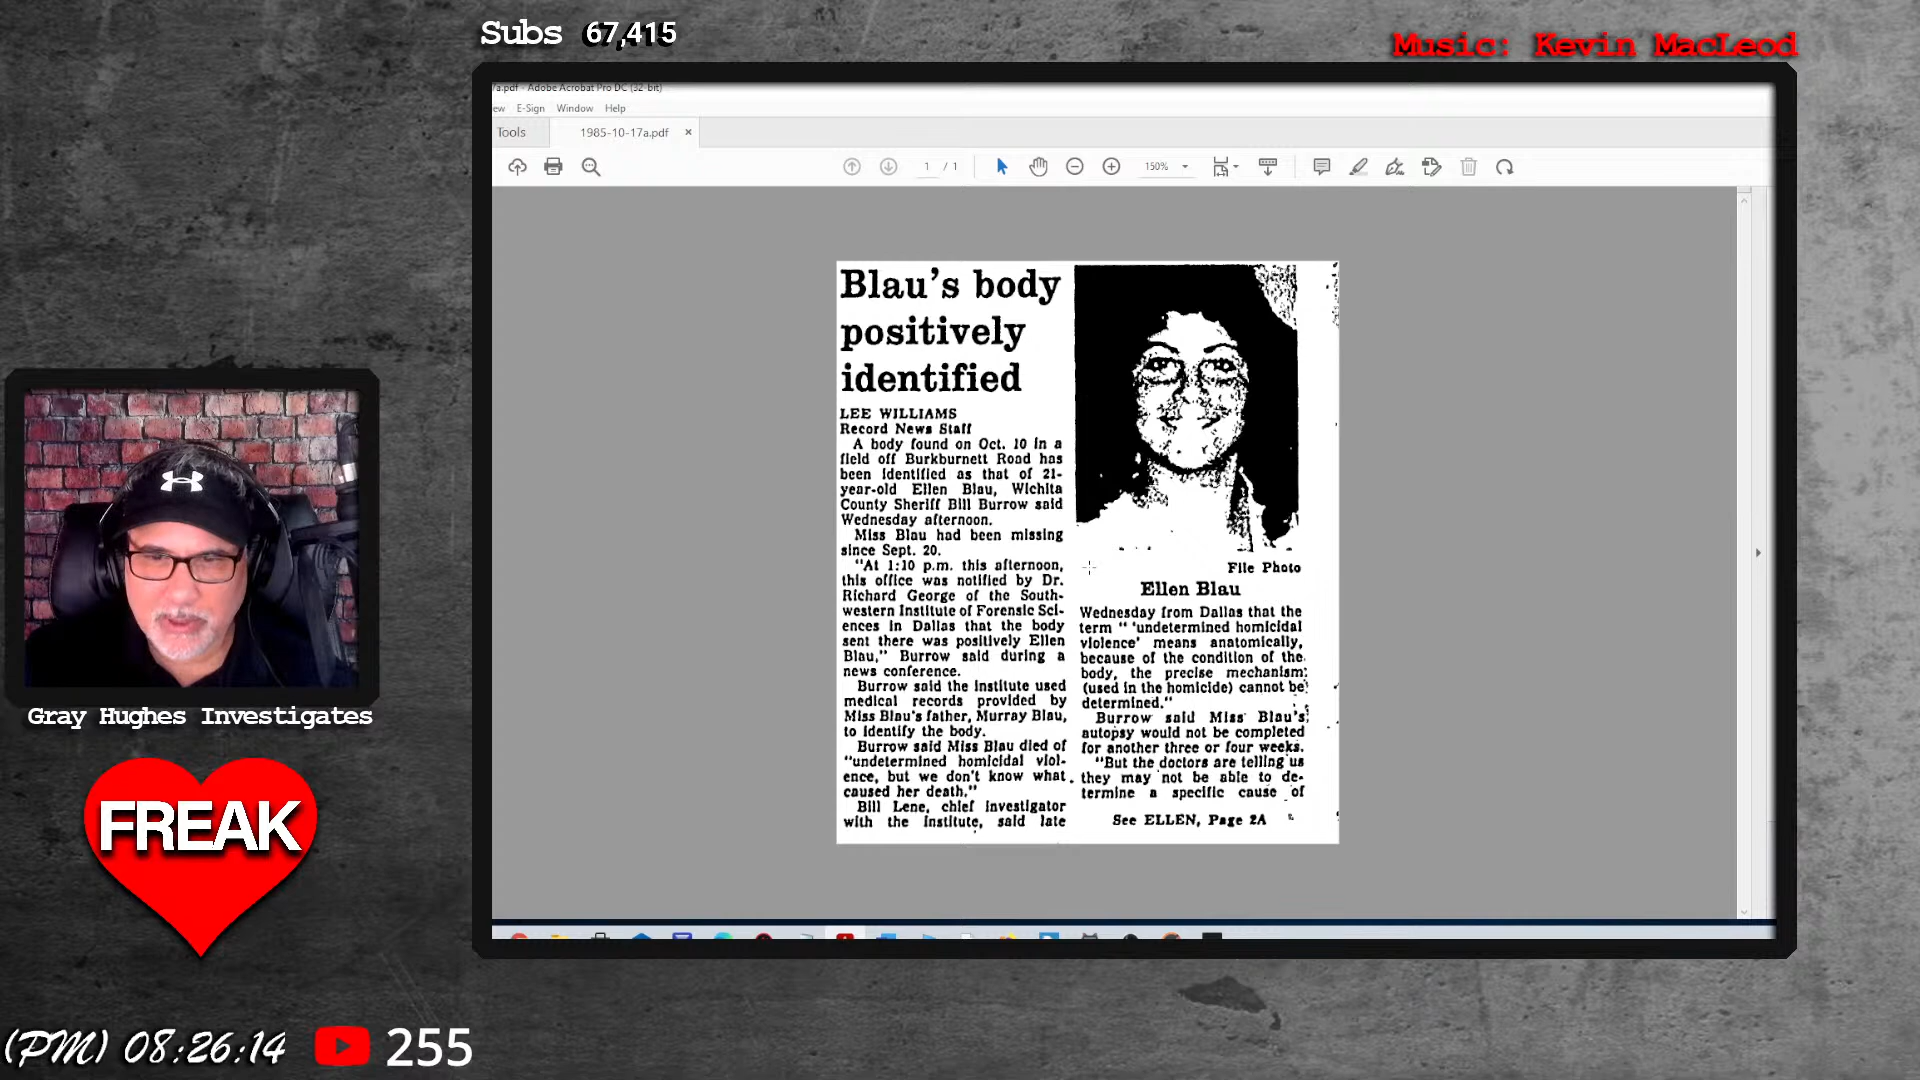 Subs 67,415
Music: Kevin MacLeod
7a.pdf - Adobe Acrobat Pro DC (32-bit)
ew E-Sign Window Help
Tools 1985-10-17a.pdf ×
1 / 1 150%
Blau's body
positively
identified
LEE WILLIAMS
Record News Staff
A body found on Oct. 10 in a
field off Burkburnett Road has
been identified as that of 21-
year-old Ellen Blau, Wichita
County Sheriff Bill Burrow said
Wednesday afternoon.
Miss Blau had been missing
since Sept. 20.
"At 1:10 p.m. this afternoon,
this office was notified by Dr.
Richard George of the South-
western Institute of Forensic Sci-
ences in Dallas that the body
sent there was positively Ellen
Blau," Burrow said during a
news conference.
Burrow said the institute used
medical records provided by
Miss Blau's father, Murray Blau,
to identify the body.
Burrow said Miss Blau died of
"undetermined homicidal viol-
ence, but we don't know what
caused her death."
Bill Lene, chief investigator
with the institute, said late
File Photo
Ellen Blau
Wednesday from Dallas that the
term " 'undetermined homicidal
violence' means anatomically,
because of the condition of the
body, the precise mechanism
(used in the homicide) cannot be
determined."
Burrow said Miss Blau's
autopsy would not be completed
for another three or four weeks.
"But the doctors are telling us
they may not be able to de-
termine a specific cause of
See ELLEN, Page 2A
Gray Hughes Investigates
FREAK
(PM) 08:26:14 255